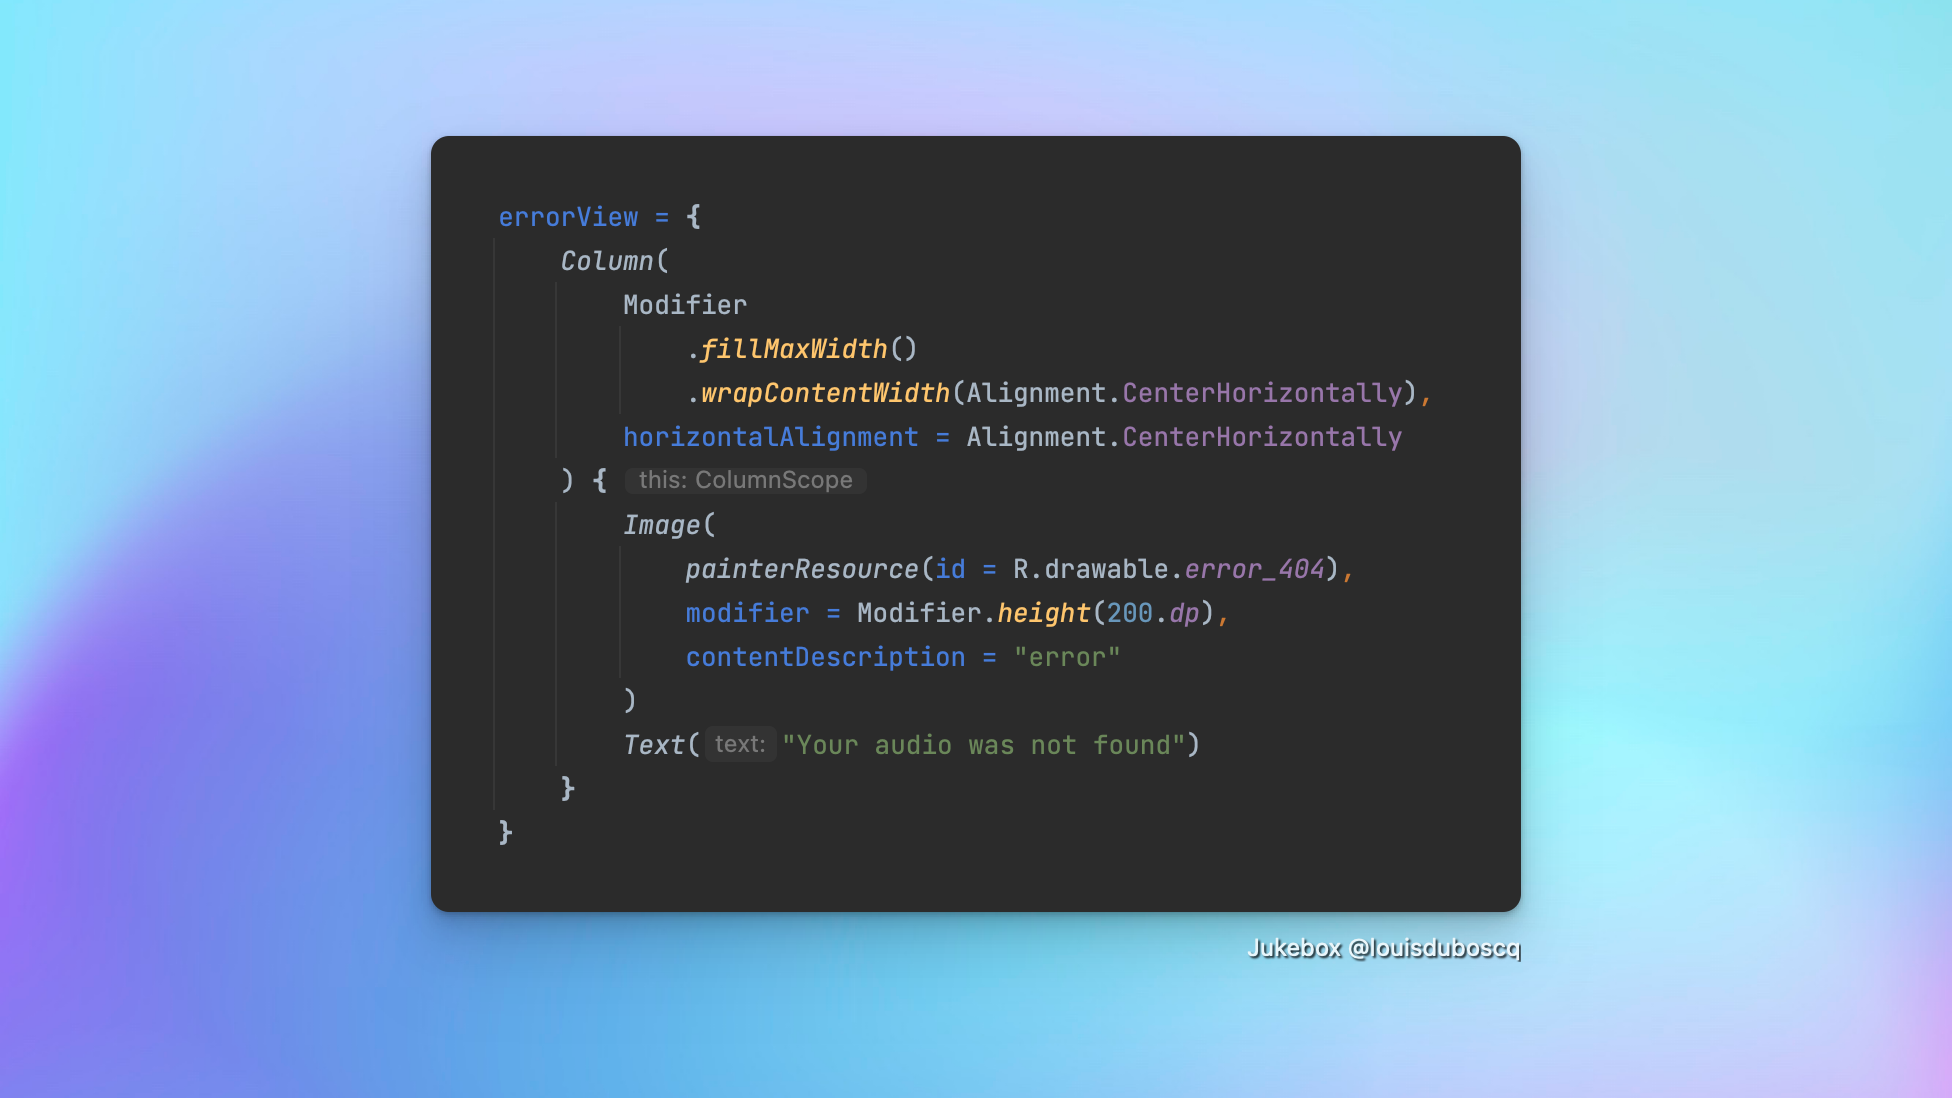 errorView = {
    Column(
        Modifier
            .fillMaxWidth()
            .wrapContentWidth(Alignment.CenterHorizontally),
        horizontalAlignment = Alignment.CenterHorizontally
    ) { this: ColumnScope
        Image(
            painterResource(id = R.drawable.error_404),
            modifier = Modifier.height(200.dp),
            contentDescription = "error"
        )
        Text( text: "Your audio was not found")
    }
}
Jukebox @louisduboscq